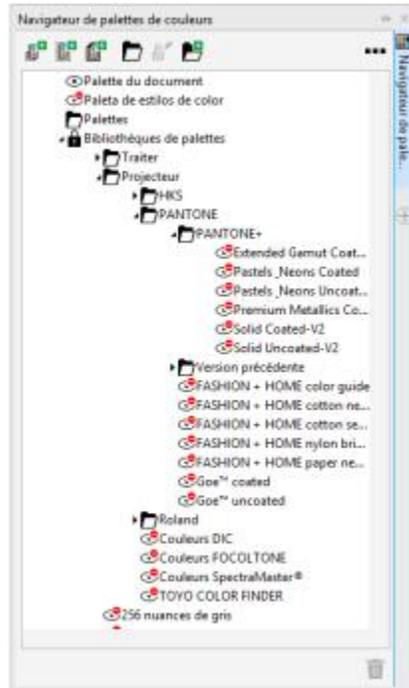 Navigateur de palettes de couleurs
Palette du document
Paleta de estilos de color
Palettes
Bibliothèques de palettes
Traiter
Projecteur
HKS
PANTONE
PANTONE+
Extended Gamut Coat...
Pastels_Neons Coated
Pastels_Neons Uncoat...
Premium Metallics Co...
Solid Coated-V2
Solid Uncoated-V2
Version précédente
FASHION + HOME color guide
FASHION + HOME cotton ne...
FASHION + HOME cotton se...
FASHION + HOME nylon bri...
FASHION + HOME paper ne...
Goe™ coated
Goe™ uncoated
Roland
Couleurs DIC
Couleurs FOCOLTONE
Couleurs SpectraMaster®
TOYO COLOR FINDER
256 nuances de gris
Navigateur de pale...